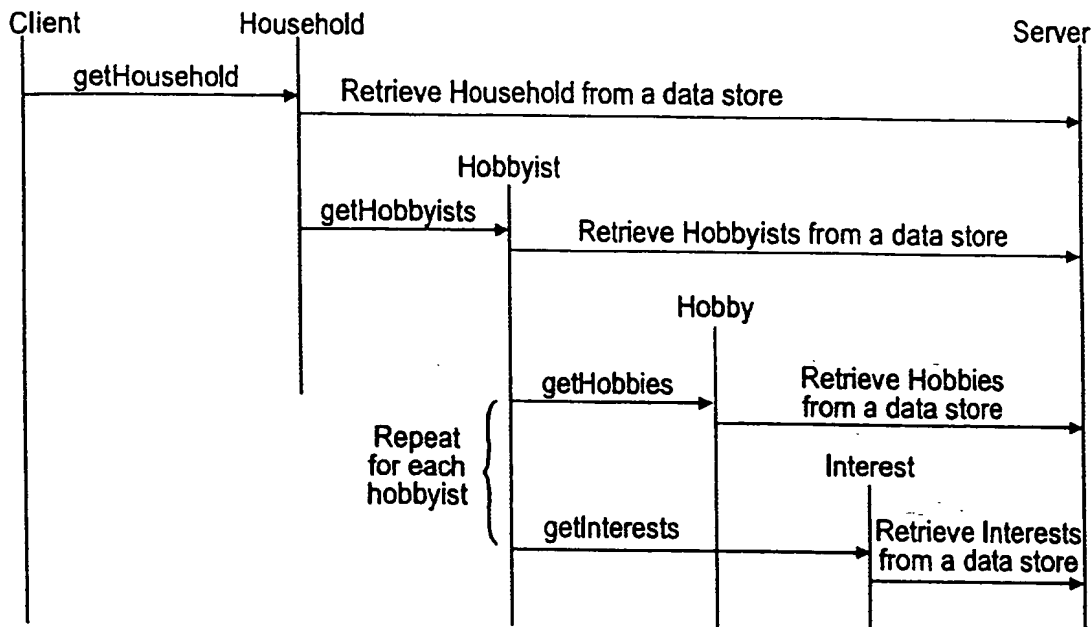 Client
Household
Server
getHousehold
Retrieve Household from a data store
Hobbyist
getHobbyists
Retrieve Hobbyists from a data store
Hobby
getHobbies
Retrieve Hobbies
from a data store
Repeat
for each
hobbyist
Interest
getInterests
Retrieve Interests
from a data store